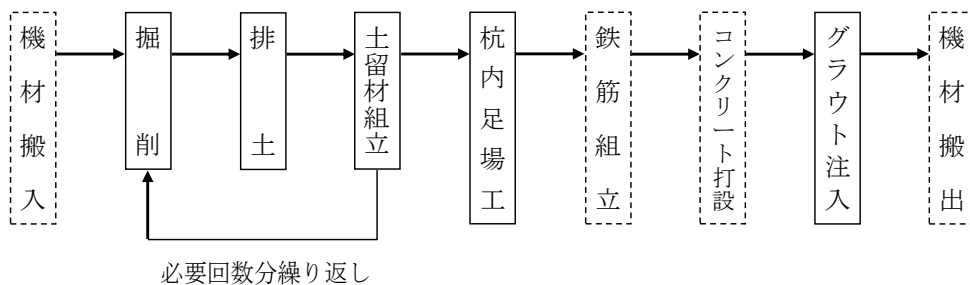 機材搬入
掘削
排土
土留材組立
杭内足場工
鉄筋組立
コンクリート打設
グラウト注入
機材搬出
必要回数分繰り返し